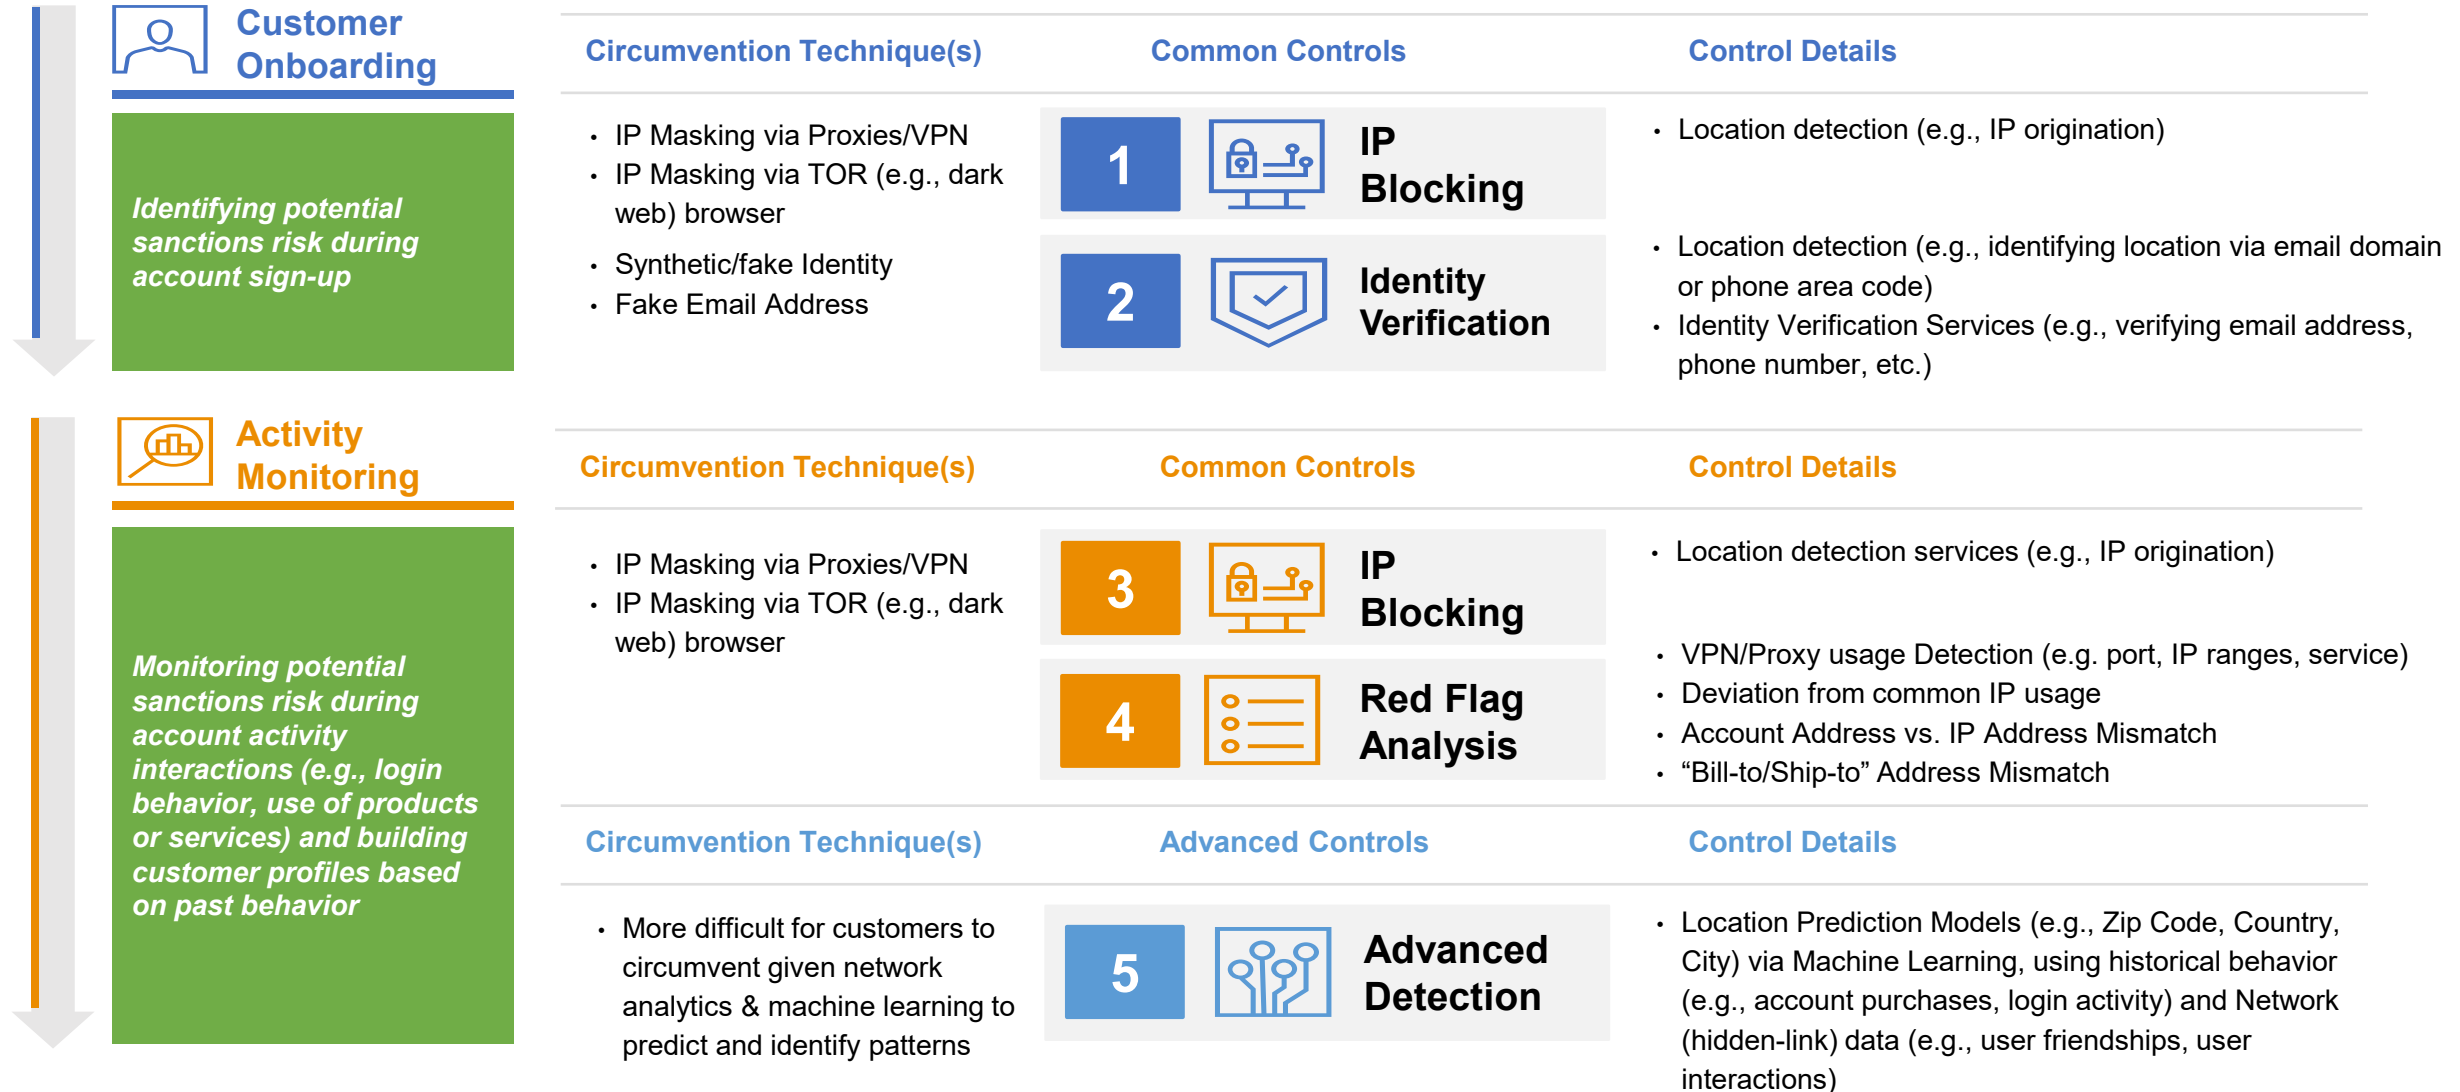 Customer
Onboarding
Circumvention Technique(s)
Common Controls
Control Details
Identifying potential
sanctions risk during
account sign-up
• IP Masking via Proxies/VPN
• IP Masking via TOR (e.g., dark
web) browser
• Synthetic/fake Identity
• Fake Email Address
1
IP
Blocking
2
Identity
Verification
• Location detection (e.g., IP origination)
• Location detection (e.g., identifying location via email domain
or phone area code)
• Identity Verification Services (e.g., verifying email address,
phone number, etc.)
Activity
Monitoring
Circumvention Technique(s)
Common Controls
Control Details
Monitoring potential
sanctions risk during
account activity
interactions (e.g., login
behavior, use of products
or services) and building
customer profiles based
on past behavior
• IP Masking via Proxies/VPN
• IP Masking via TOR (e.g., dark
web) browser
3
IP
Blocking
4
Red Flag
Analysis
• Location detection services (e.g., IP origination)
• VPN/Proxy usage Detection (e.g. port, IP ranges, service)
• Deviation from common IP usage
• Account Address vs. IP Address Mismatch
• “Bill-to/Ship-to” Address Mismatch
Circumvention Technique(s)
Advanced Controls
Control Details
• More difficult for customers to
circumvent given network
analytics & machine learning to
predict and identify patterns
5
Advanced
Detection
• Location Prediction Models (e.g., Zip Code, Country,
City) via Machine Learning, using historical behavior
(e.g., account purchases, login activity) and Network
(hidden-link) data (e.g., user friendships, user
interactions)